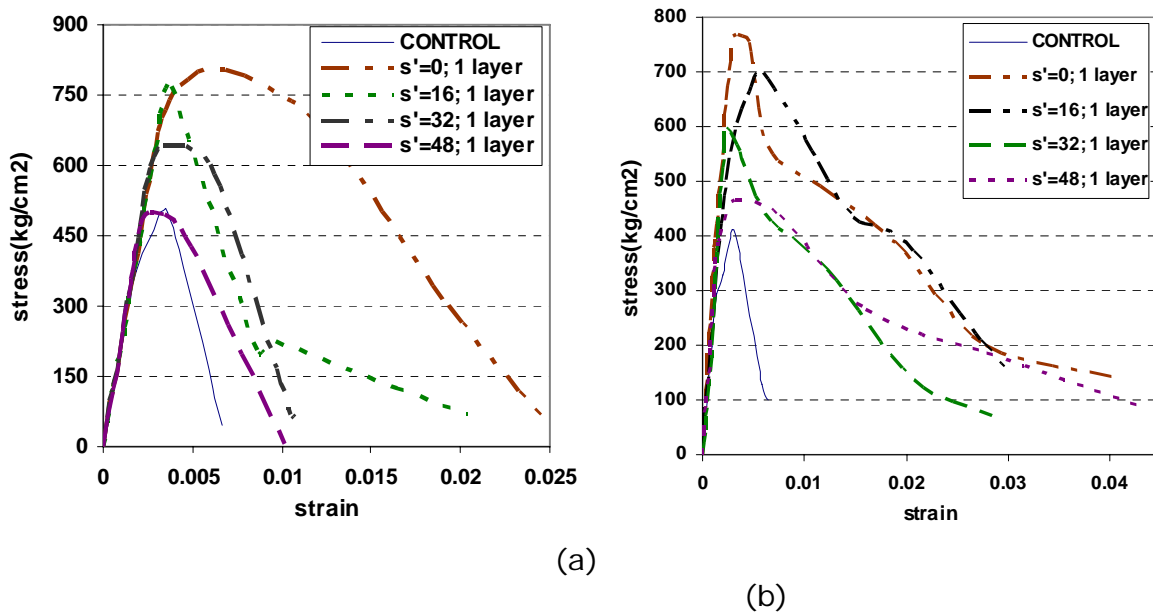 900
750
600
450
300
150
0
stress(kg/cm2)
0 0.005 0.01 0.015 0.02 0.025
strain
CONTROL
s'=0; 1 layer
s'=16; 1 layer
s'=32; 1 layer
s'=48; 1 layer
(a)
800
700
600
500
400
300
200
100
0
stress(kg/cm2)
0 0.01 0.02 0.03 0.04
strain
CONTROL
s'=0; 1 layer
s'=16; 1 layer
s'=32; 1 layer
s'=48; 1 layer
(b)